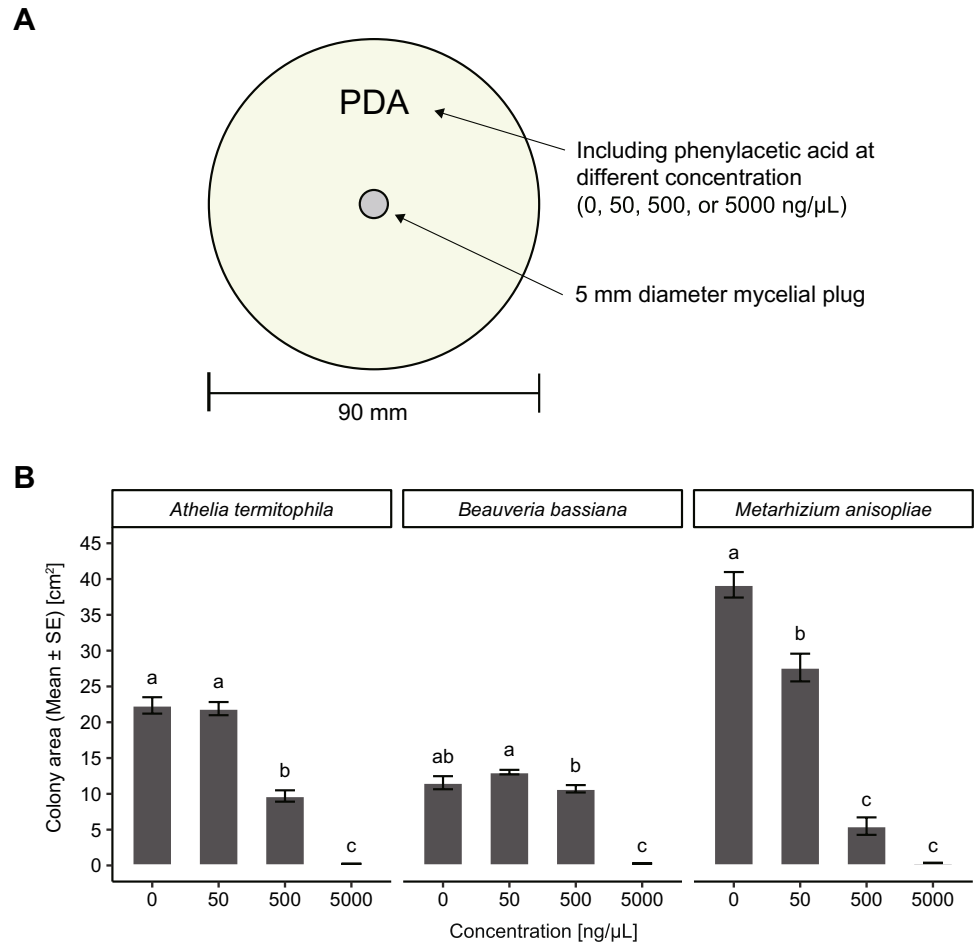 A
PDA
Including phenylacetic acid at
different concentration
(0, 50, 500, or 5000 ng/µL)
5 mm diameter mycelial plug
90 mm
B
Athelia termitophila
Beauveria bassiana
Metarhizium anisopliae
Colony area (Mean ± SE) [cm²]
45
40
35
30
25
20
15
10
5
0
a
a
b
c
ab
a
b
c
a
b
c
c
0 50 500 5000
0 50 500 5000
0 50 500 5000
Concentration [ng/µL]